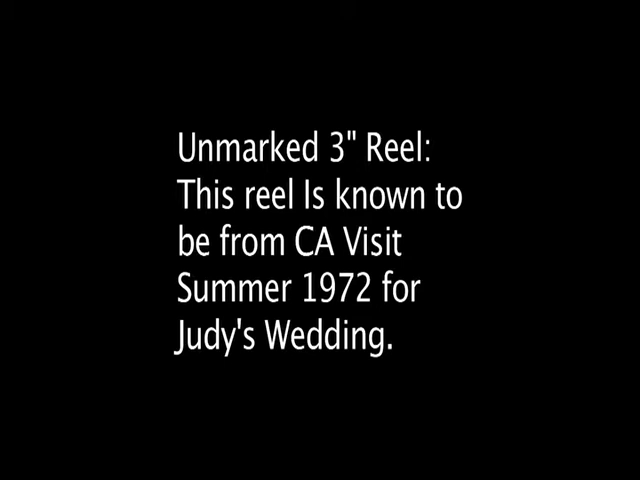 Unmarked 3" Reel:
This reel Is known to
be from CA Visit
Summer 1972 for
Judy's Wedding.